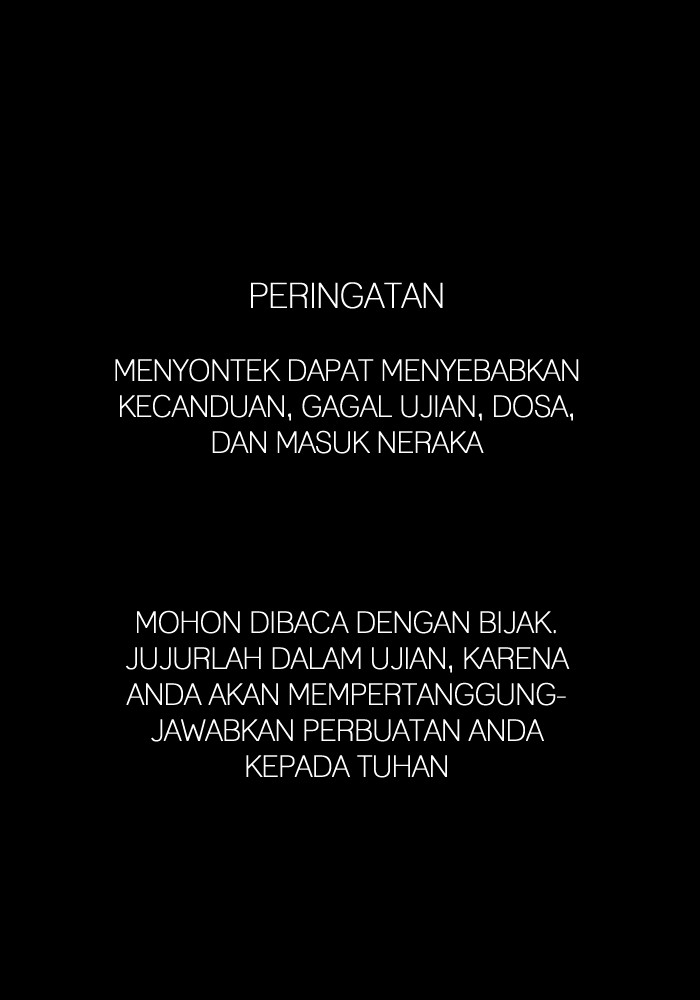 PERINGATAN
MENYONTEK DAPAT MENYEBABKAN
KECANDUAN, GAGAL UJIAN, DOSA,
DAN MASUK NERAKA
MOHON DIBACA DENGAN BIJAK.
JUJURLAH DALAM UJIAN, KARENA
ANDA AKAN MEMPERTANGGUNG-
JAWABKAN PERBUATAN ANDA
KEPADA TUHAN